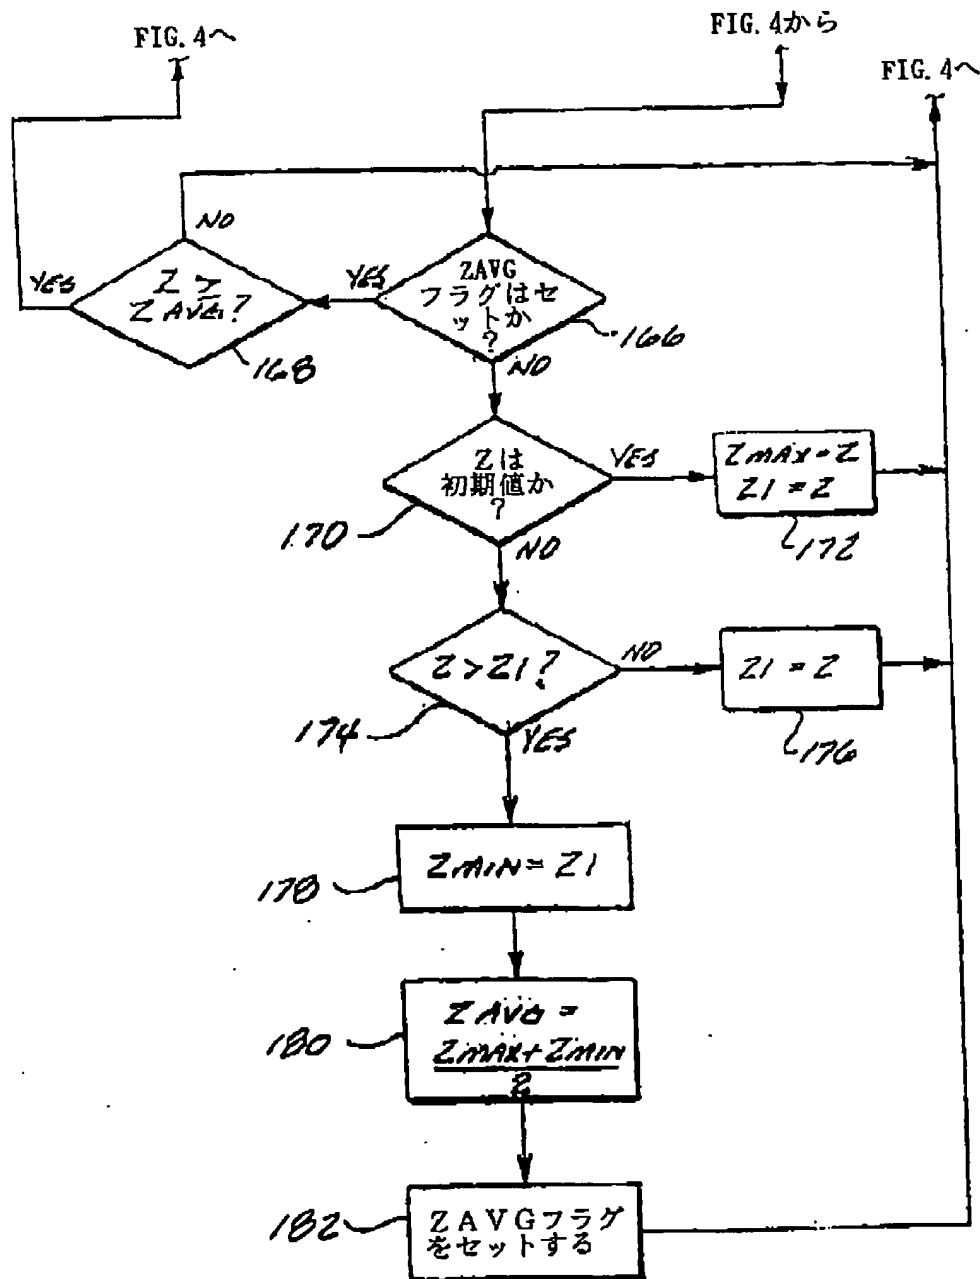 FIG. 4へ
FIG. 4から
FIG. 4へ
NO
YES
Z ≥
ZAVG?
168
YES
ZAVG
フラグはセ
ットか
?
166
NO
Zは
初期値か
?
170
YES
ZMAX=Z
Z1=Z
172
NO
Z>Z1?
174
NO
Z1=Z
176
YES
ZMIN=Z1
178
ZAVG=
ZMAX+ZMIN
2
180
ZAVGフラグ
をセットする
182